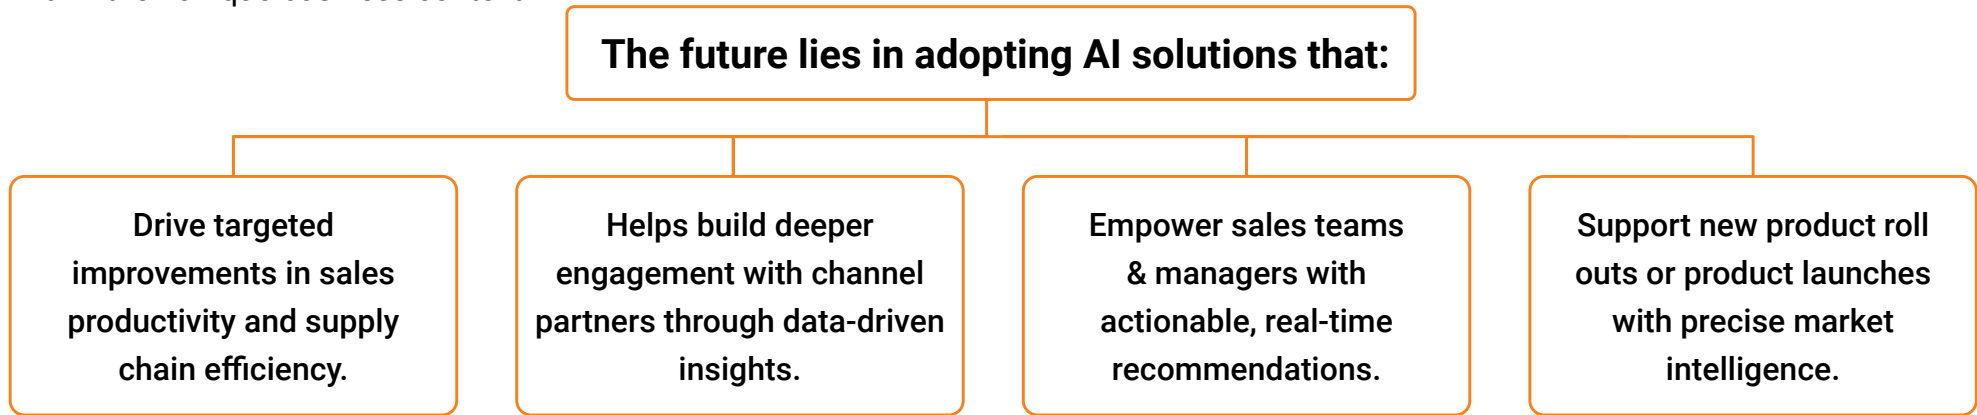 The future lies in adopting AI solutions that:
Drive targeted
improvements in sales
productivity and supply
chain efficiency.
Helps build deeper
engagement with channel
partners through data-driven
insights.
Empower sales teams
& managers with
actionable, real-time
recommendations.
Support new product roll
outs or product launches
with precise market
intelligence.